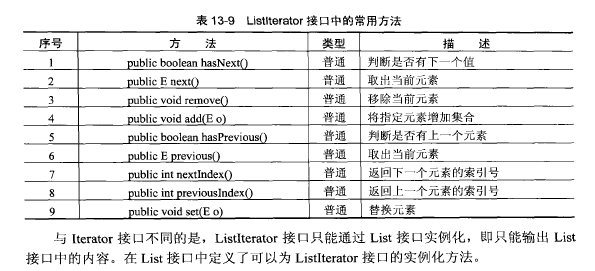 表 13-9 ListIterator 接口中的常用方法
序号 方 法 类型 描 述
1 public boolean hasNext() 普通 判断是否有下一个值
2 public E next() 普通 取出当前元素
3 public void remove() 普通 移除当前元素
4 public void add(E o) 普通 将指定元素增加集合
5 public boolean hasPrevious() 普通 判断是否有上一个元素
6 public E previous() 普通 取出当前元素
7 public int nextIndex() 普通 返回下一个元素的索引号
8 public int previousIndex() 普通 返回上一个元素的索引号
9 public void set(E o) 普通 替换元素
与 Iterator 接口不同的是，ListIterator 接口只能通过 List 接口实例化，即只能输出 List
接口中的内容。在 List 接口中定义了可以为 ListIterator 接口的实例化方法。